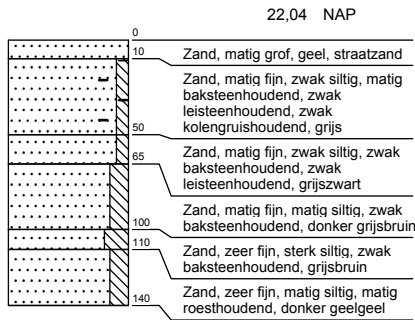 22,04 NAP
0
10
Zand, matig grof, geel, straatzand
Zand, matig fijn, zwak siltig, matig
baksteenhoudend, zwak
leisteenhoudend, zwak
kolengruishoudend, grijs
50
Zand, matig fijn, zwak siltig, zwak
baksteenhoudend, zwak
leisteenhoudend, grijszwart
65
Zand, matig fijn, matig siltig, zwak
baksteenhoudend, donker grijsbruin
100
Zand, zeer fijn, sterk siltig, zwak
baksteenhoudend, grijsbruin
110
Zand, zeer fijn, matig siltig, matig
roesthoudend, donker geelgeel
140